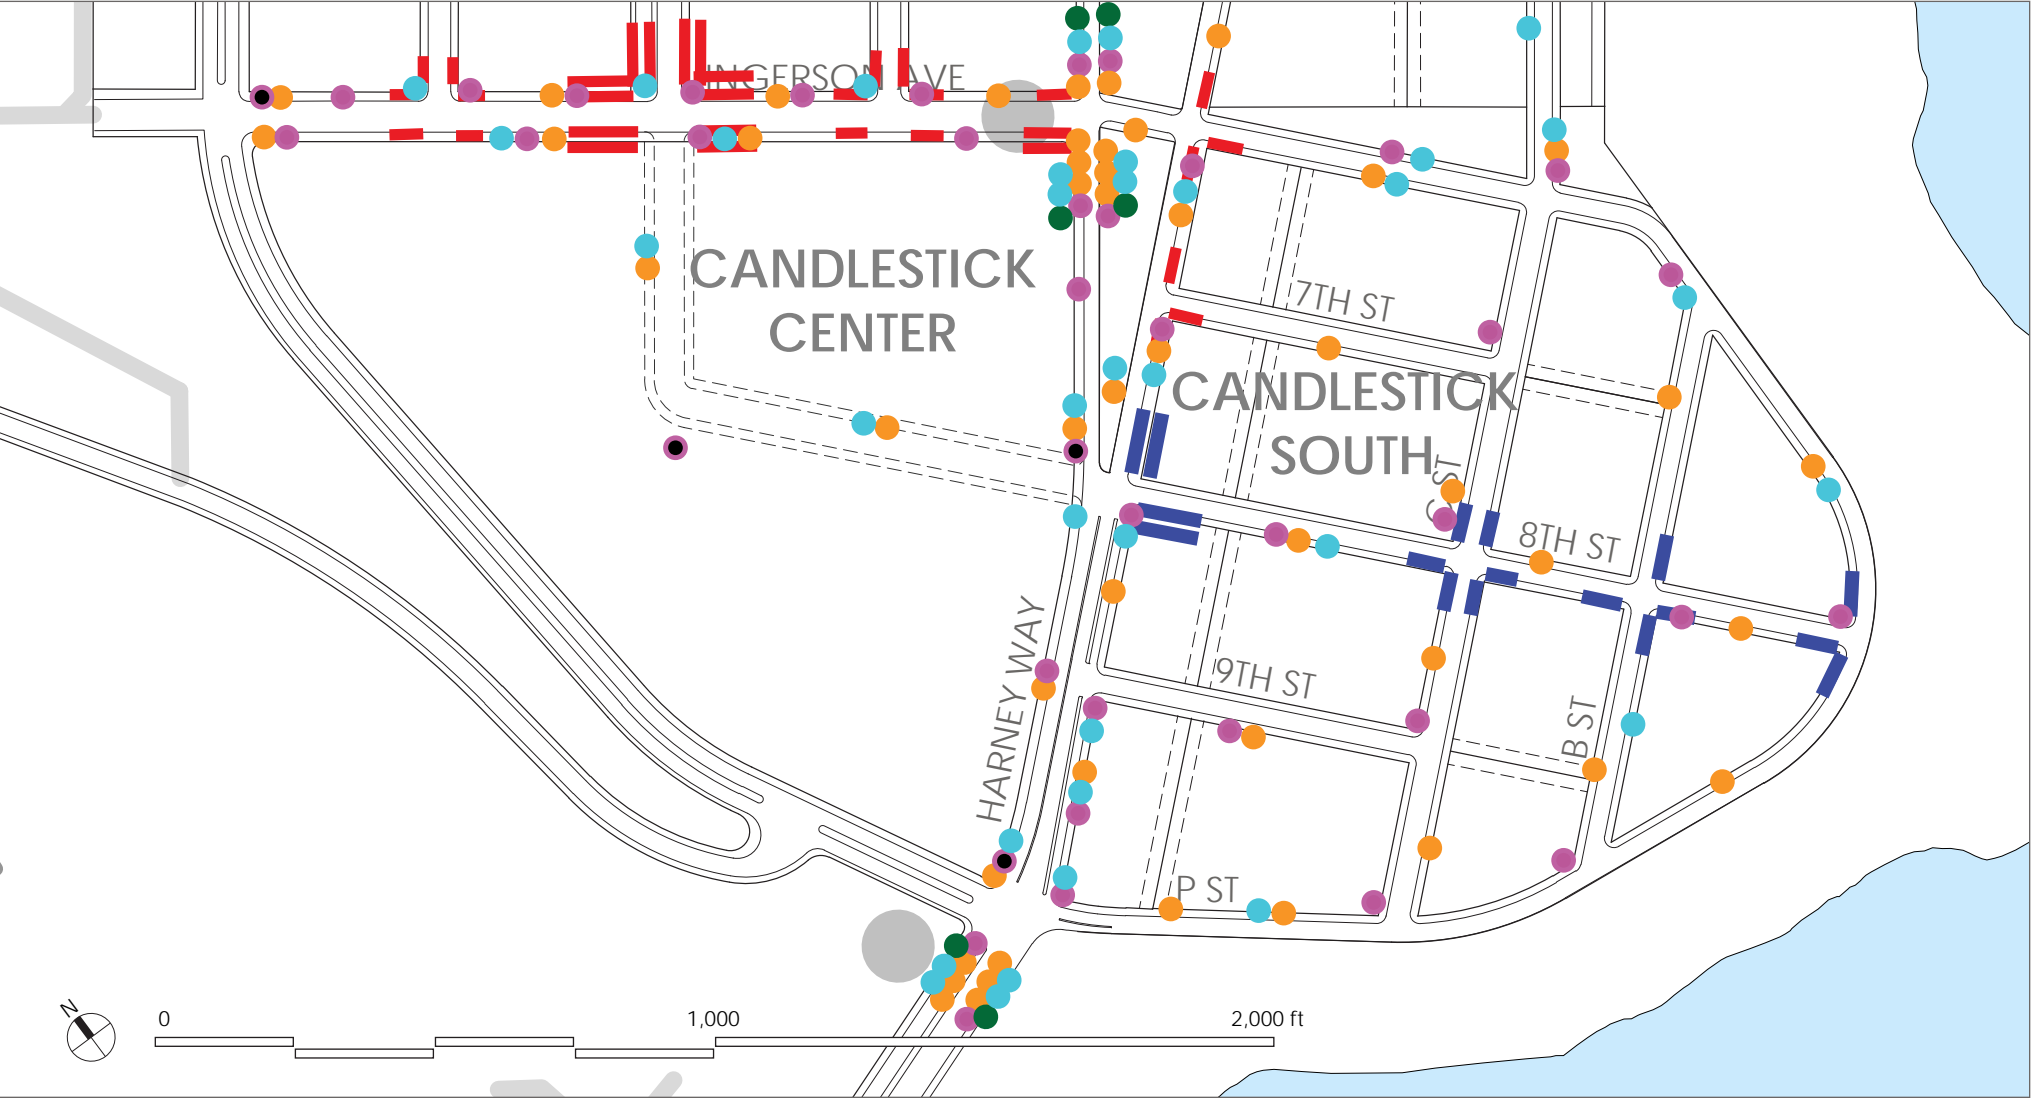 INGERSON AVE
CANDLESTICK
CENTER
7TH ST
CANDLESTICK
SOUTH
C ST
8TH ST
HARNEY WAY
9TH ST
B ST
P ST
N
0
1,000
2,000 ft